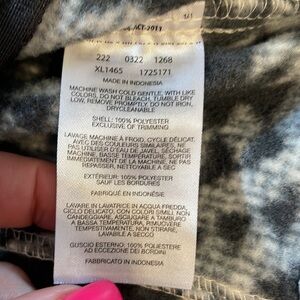 222 0322 1268
XL1465 1725171
MADE IN INDONESIA
MACHINE WASH COLD GENTLE, WITH LIKE
COLORS, DO NOT BLEACH, TUMBLE DRY
LOW, REMOVE PROMPTLY, DO NOT IRON,
DRYCLEANABLE
SHELL: 100% POLYESTER
EXCLUSIVE OF TRIMMING
LAVAGE MACHINE À FROID, CYCLE DÉLICAT,
AVEC DES COULEURS SIMILAIRES, NE
PAS UTILISER D'EAU DE JAVEL, SÉCHAGE
MACHINE, BASSE TEMPÉRATURE, SORTIR
IMMEDIATEMENT DE LA MACHINE, NE PAS
REPASSER, NETTOYABLE A SEC
EXTÉRIEUR: 100% POLYESTER
SAUF LES BORDURES
FABRIQUÉ EN INDONÉSIE
LAVARE IN LAVATRICE IN ACQUA FREDDA,
CICLO DELICATO, CON COLORI SIMILI NON
CANDEGGIARE, ASCIUGARE A TAMBURO
A BASSA TEMPERATURA, RIMUOVERE
TEMPESTIVAMENTE, NON STIRARE,
LAVABILE A SECCO
GUSCIO ESTERNO: 100% POLIESTERE
AD ECCEZIONE DEI BORDINI
FABBRICATO IN INDONESIA